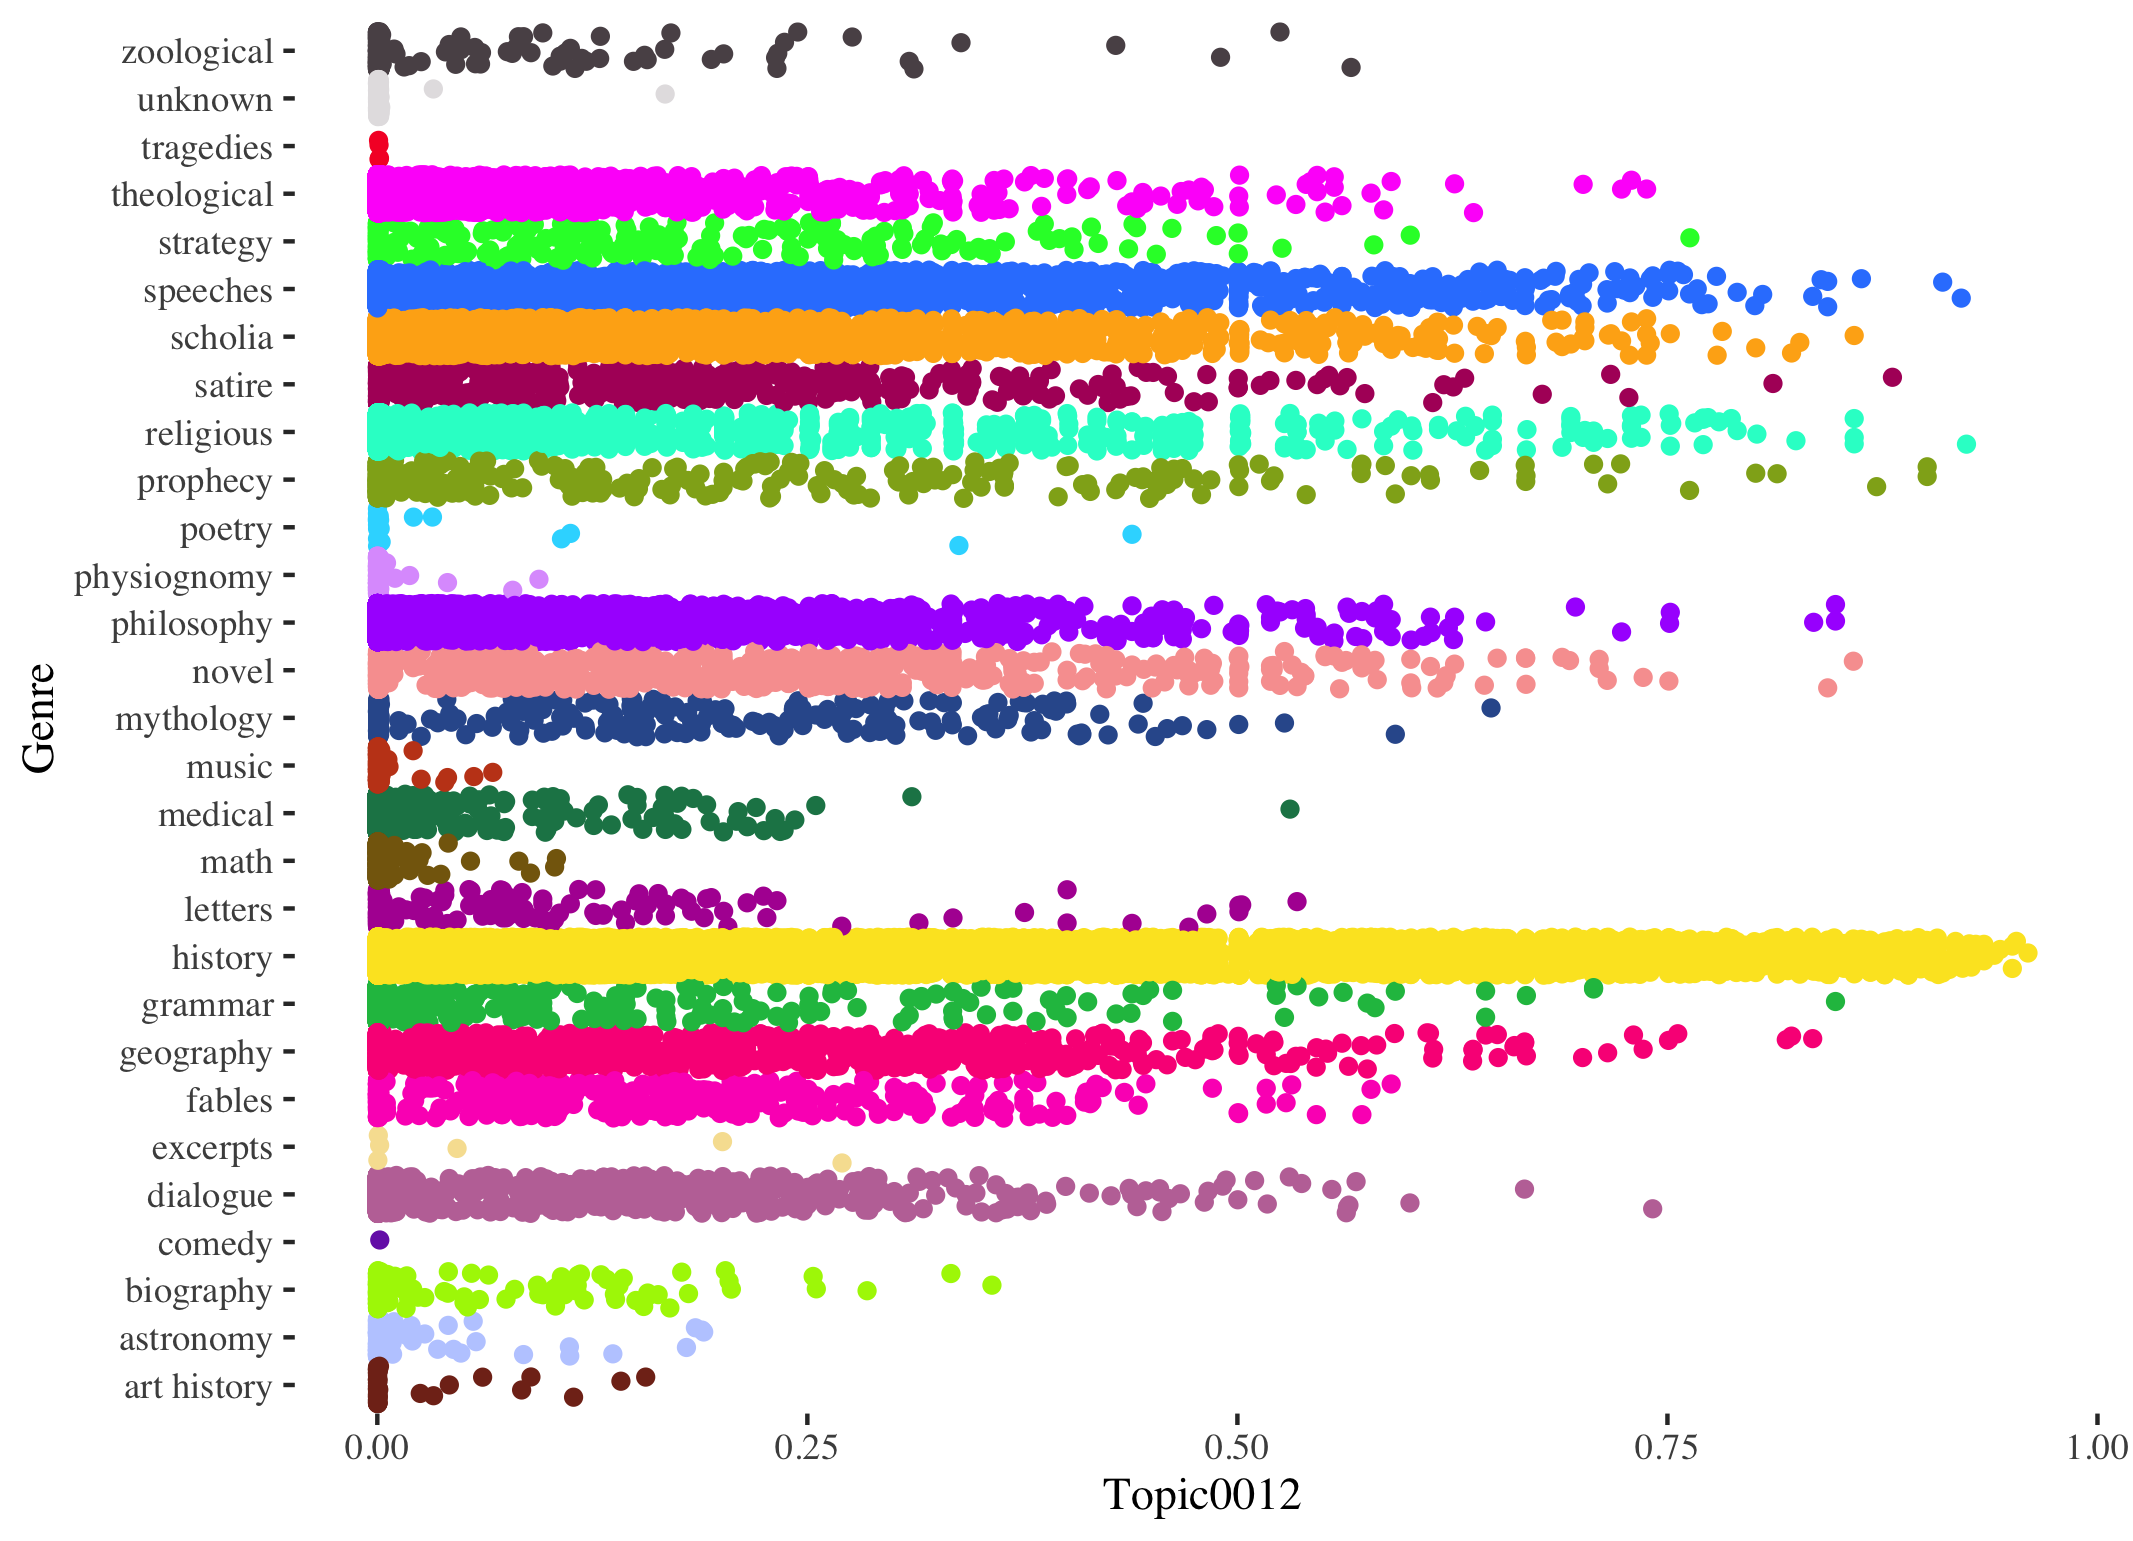 zoological
unknown
tragedies
theological
strategy
speeches
scholia
satire
religious
prophecy
poetry
physiognomy
philosophy
novel
mythology
music
medical
math
letters
history
grammar
geography
fables
excerpts
dialogue
comedy
biography
astronomy
art history
Genre
0.00 0.25 0.50 0.75 1.00
Topic0012